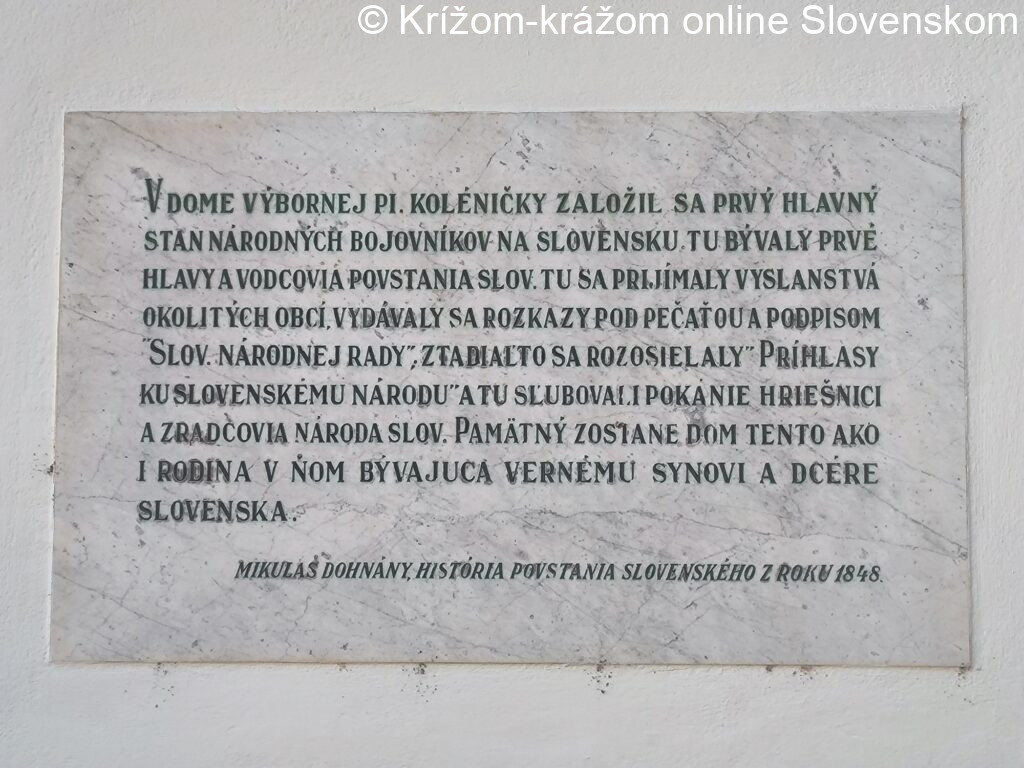 © Krížom-krážom online Slovenskom
V DOME VÝBORNEJ PI. KOLÉNIČKY ZALOŽIL SA PRVÝ HLAVNÝ
STAN NÁRODNÝCH BOJOVNÍKOV NA SLOVENSKU. TU BÝVALY PRVÉ
HLAVY A VODCOVIA POVSTANIA SLOV. TU SA PRIJÍMALY VYSLANSTVÁ
OKOLITÝCH OBCÍ, VYDÁVALY SA ROZKAZY POD PEČAŤOU A PODPISOM
"SLOV. NÁRODNEJ RADY", ZTADIAĽTO SA ROZOSIELALY "PRÍHLASY
KU SLOVENSKÉMU NÁRODU" A TU SĽUBOVALI POKÁNIE HRIEŠNICI
A ZRADČOVIA NÁRODA SLOV. PAMÄTNÝ ZOSTANE DOM TENTO AKO
I RODINA V ŇOM BÝVAJUCA VERNÉMU SYNOVI A DCÉRE
SLOVENSKA.
MIKULÁŠ DOHNÁNY, HISTÓRIA POVSTANIA SLOVENSKÉHO Z ROKU 1848.